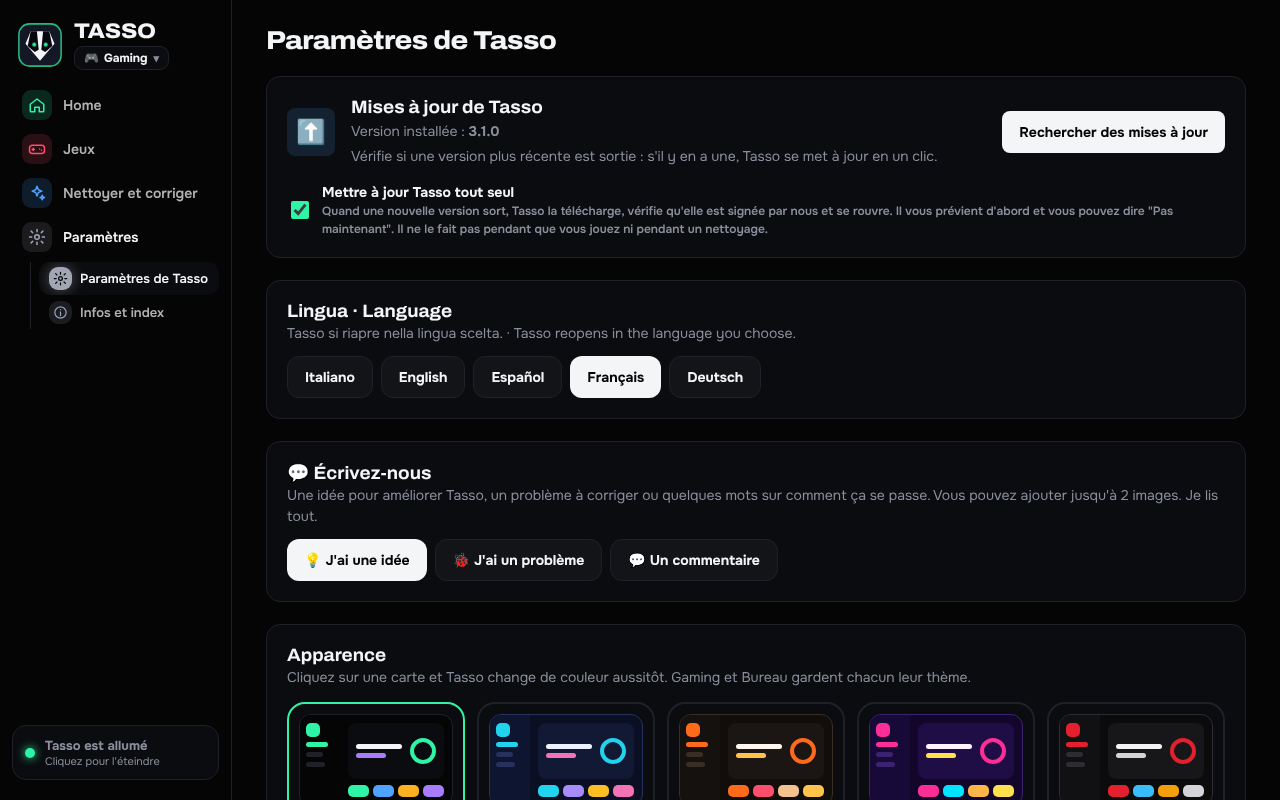 TASSO
🎮 Gaming ▾
Home
Jeux
Nettoyer et corriger
Paramètres
Paramètres de Tasso
Infos et index
Tasso est allumé
Cliquez pour l'éteindre
Paramètres de Tasso
Mises à jour de Tasso
Version installée : 3.1.0
Vérifie si une version plus récente est sortie : s'il y en a une, Tasso se met à jour en un clic.
Rechercher des mises à jour
Mettre à jour Tasso tout seul
Quand une nouvelle version sort, Tasso la télécharge, vérifie qu'elle est signée par nous et se rouvre. Il vous prévient d'abord et vous pouvez dire "Pas
maintenant". Il ne le fait pas pendant que vous jouez ni pendant un nettoyage.
Lingua · Language
Tasso si riapre nella lingua scelta. · Tasso reopens in the language you choose.
Italiano
English
Español
Français
Deutsch
💬 Écrivez-nous
Une idée pour améliorer Tasso, un problème à corriger ou quelques mots sur comment ça se passe. Vous pouvez ajouter jusqu'à 2 images. Je lis
tout.
💡 J'ai une idée
🐞 J'ai un problème
💬 Un commentaire
Apparence
Cliquez sur une carte et Tasso change de couleur aussitôt. Gaming et Bureau gardent chacun leur thème.